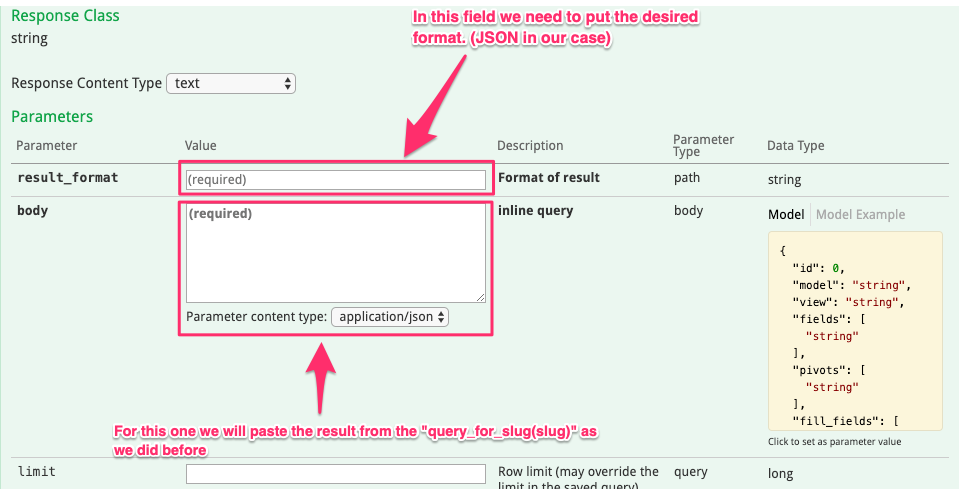 Response Class
In this field we need to put the desired
format. (JSON in our case)
string
Response Content Type text
Parameters
Parameter Value Description Parameter Type Data Type
result_format (required) Format of result path string
body (required) inline query body Model Model Example
{
"id": 0,
"model": "string",
"view": "string",
"fields": [
"string"
],
"pivots": [
"string"
],
"fill_fields": [
Parameter content type: application/json
Click to set as parameter value
For this one we will paste the result from the "query_for_slug(slug)" as
we did before
limit Row limit (may override the query long
limit in the saved query)